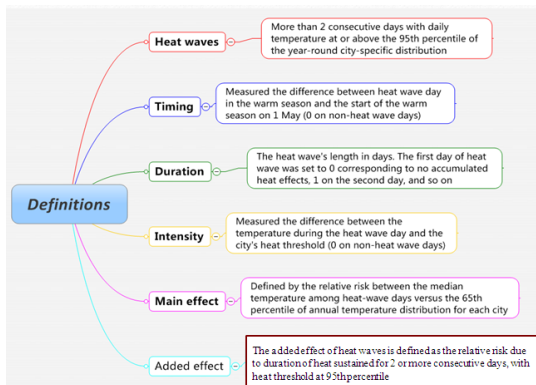 Heat waves
More than 2 consecutive days with daily
temperature at or above the 95th percentile of
the year-round city-specific distribution
Timing
Measured the difference between heat wave day
in the warm season and the start of the warm
season on 1 May (0 on non-heat wave days)
Duration
The heat wave's length in days. The first day of heat
wave was set to 0 corresponding to no accumulated
heat effects, 1 on the second day, and so on
Definitions
Intensity
Measured the difference between the
temperature during the heat wave day and the
city's heat threshold (0 on non-heat wave days)
Main effect
Defined by the relative risk between the median
temperature among heat-wave days versus the 65th
percentile of annual temperature distribution for each city
Added effect
The added effect of heat waves is defined as the relative risk due
to duration of heat sustained for 2 or more consecutive days, with
heat threshold at 95th percentile